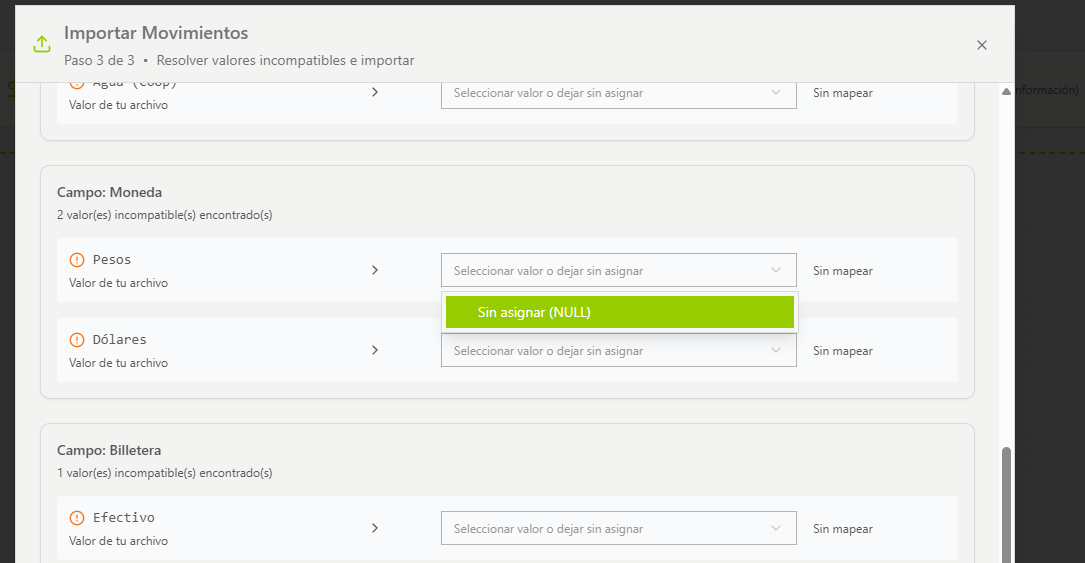 Importar Movimientos
Paso 3 de 3 • Resolver valores incompatibles e importar
Agua (Coop)
Valor de tu archivo
Seleccionar valor o dejar sin asignar
Sin mapear
nformación)
Campo: Moneda
2 valor(es) incompatible(s) encontrado(s)
Pesos
Valor de tu archivo
Seleccionar valor o dejar sin asignar
Sin mapear
Sin asignar (NULL)
Dólares
Valor de tu archivo
Seleccionar valor o dejar sin asignar
Sin mapear
Campo: Billetera
1 valor(es) incompatible(s) encontrado(s)
Efectivo
Valor de tu archivo
Seleccionar valor o dejar sin asignar
Sin mapear